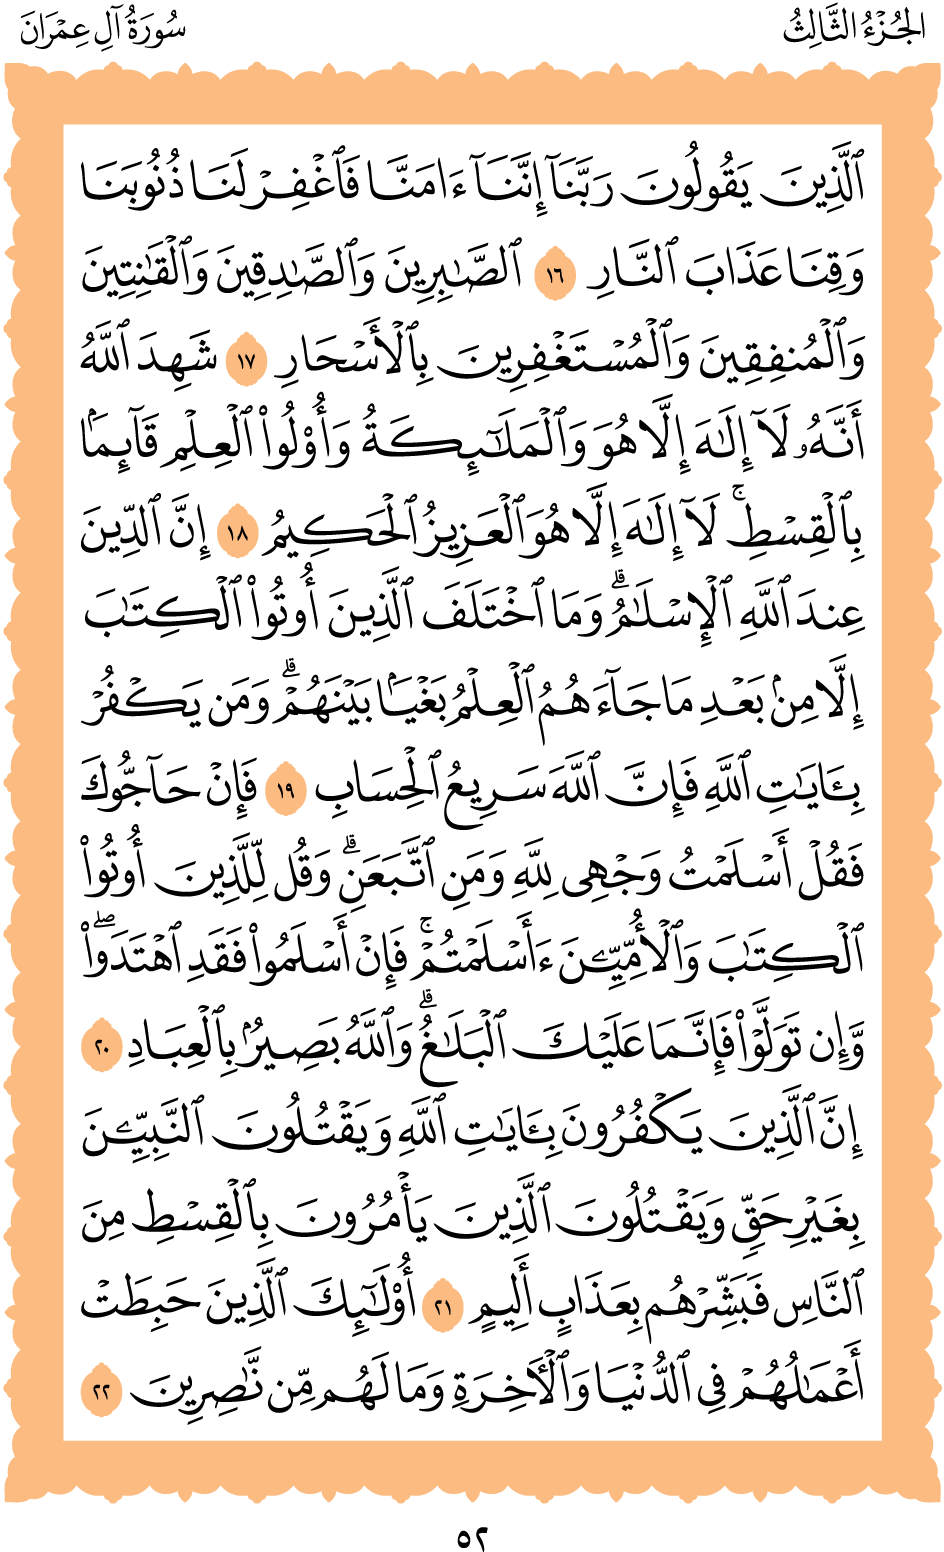 الجُزْءُ الثَّالِثُ
سُورَةُ آلِ عِمْرَانَ
ٱلَّذِينَ يَقُولُونَ رَبَّنَآ إِنَّنَآ ءَامَنَّا فَٱغْفِرْ لَنَا ذُنُوبَنَا
وَقِنَا عَذَابَ ٱلنَّارِ ١٦ ٱلصَّٰبِرِينَ وَٱلصَّٰدِقِينَ وَٱلْقَٰنِتِينَ
وَٱلْمُنفِقِينَ وَٱلْمُسْتَغْفِرِينَ بِٱلْأَسْحَارِ ١٧ شَهِدَ ٱللَّهُ
أَنَّهُۥ لَآ إِلَٰهَ إِلَّا هُوَ وَٱلْمَلَٰٓئِكَةُ وَأُو۟لُوا۟ ٱلْعِلْمِ قَآئِمًۢا
بِٱلْقِسْطِ ۚ لَآ إِلَٰهَ إِلَّا هُوَ ٱلْعَزِيزُ ٱلْحَكِيمُ ١٨ إِنَّ ٱلدِّينَ
عِندَ ٱللَّهِ ٱلْإِسْلَٰمُ ۗ وَمَا ٱخْتَلَفَ ٱلَّذِينَ أُوتُوا۟ ٱلْكِتَٰبَ
إِلَّا مِنۢ بَعْدِ مَا جَآءَهُمُ ٱلْعِلْمُ بَغْيًۢا بَيْنَهُمْ ۗ وَمَن يَكْفُرْ
بِـَٔايَٰتِ ٱللَّهِ فَإِنَّ ٱللَّهَ سَرِيعُ ٱلْحِسَابِ ١٩ فَإِنْ حَآجُّوكَ
فَقُلْ أَسْلَمْتُ وَجْهِىَ لِلَّهِ وَمَنِ ٱتَّبَعَنِ ۗ وَقُل لِّلَّذِينَ أُوتُوا۟
ٱلْكِتَٰبَ وَٱلْأُمِّيِّـۧنَ ءَأَسْلَمْتُمْ ۚ فَإِنْ أَسْلَمُوا۟ فَقَدِ ٱهْتَدَوا۟ ۖ
وَّإِن تَوَلَّوْا۟ فَإِنَّمَا عَلَيْكَ ٱلْبَلَٰغُ ۗ وَٱللَّهُ بَصِيرٌۢ بِٱلْعِبَادِ ٢٠
إِنَّ ٱلَّذِينَ يَكْفُرُونَ بِـَٔايَٰتِ ٱللَّهِ وَيَقْتُلُونَ ٱلنَّبِيِّـۧنَ
بِغَيْرِ حَقٍّ وَيَقْتُلُونَ ٱلَّذِينَ يَأْمُرُونَ بِٱلْقِسْطِ مِنَ
ٱلنَّاسِ فَبَشِّرْهُم بِعَذَابٍ أَلِيمٍ ٢١ أُو۟لَٰٓئِكَ ٱلَّذِينَ حَبِطَتْ
أَعْمَٰلُهُمْ فِى ٱلدُّنْيَا وَٱلْـَٔاخِرَةِ وَمَا لَهُم مِّن نَّٰصِرِينَ ٢٢
٥٢